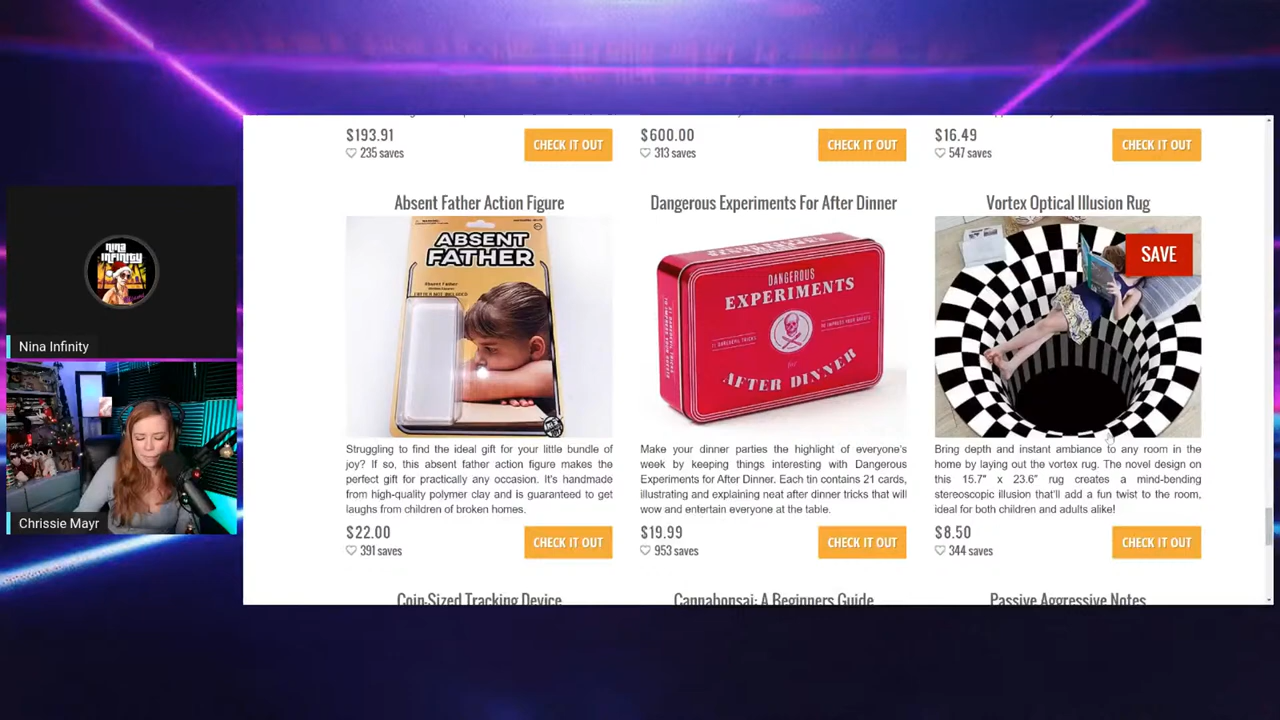 $193.91
235 saves
CHECK IT OUT
$600.00
313 saves
CHECK IT OUT
$16.49
547 saves
CHECK IT OUT
Absent Father Action Figure
Dangerous Experiments For After Dinner
Vortex Optical Illusion Rug
ABSENT
FATHER
Absent Father
DANGEROUS
EXPERIMENTS
for
AFTER DINNER
SAVE
Struggling to find the ideal gift for your little bundle of
joy? If so, this absent father action figure makes the
perfect gift for practically any occasion. It's handmade
from high-quality polymer clay and is guaranteed to get
laughs from children of broken homes.
Make your dinner parties the highlight of everyone's
week by keeping things interesting with Dangerous
Experiments for After Dinner. Each tin contains 21 cards,
illustrating and explaining neat after dinner tricks that will
wow and entertain everyone at the table.
Bring depth and instant ambiance to any room in the
home by laying out the vortex rug. The novel design on
this 15.7" x 23.6" rug creates a mind-bending
stereoscopic illusion that'll add a fun twist to the room,
ideal for both children and adults alike!
$22.00
391 saves
CHECK IT OUT
$19.99
953 saves
CHECK IT OUT
$8.50
344 saves
CHECK IT OUT
Coin-Sized Tracking Device
Cannabonsai: A Beginners Guide
Passive Aggressive Notes
NINA
INFINITY
Nina Infinity
Chrissie Mayr